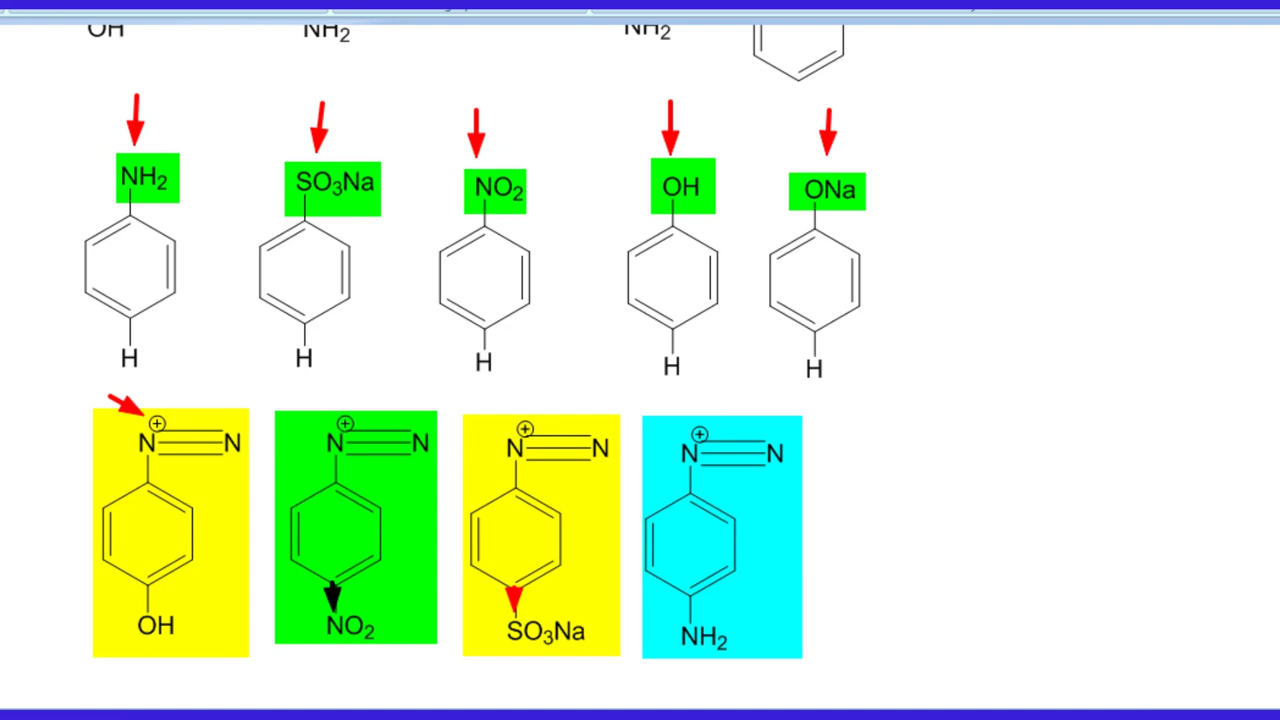 OH NH₂ NH₂
NH₂ SO₃Na NO₂ OH ONa
H H H H H
⊕ ⊕ ⊕ ⊕
N N N N N N N N
OH NO₂ SO₃Na NH₂